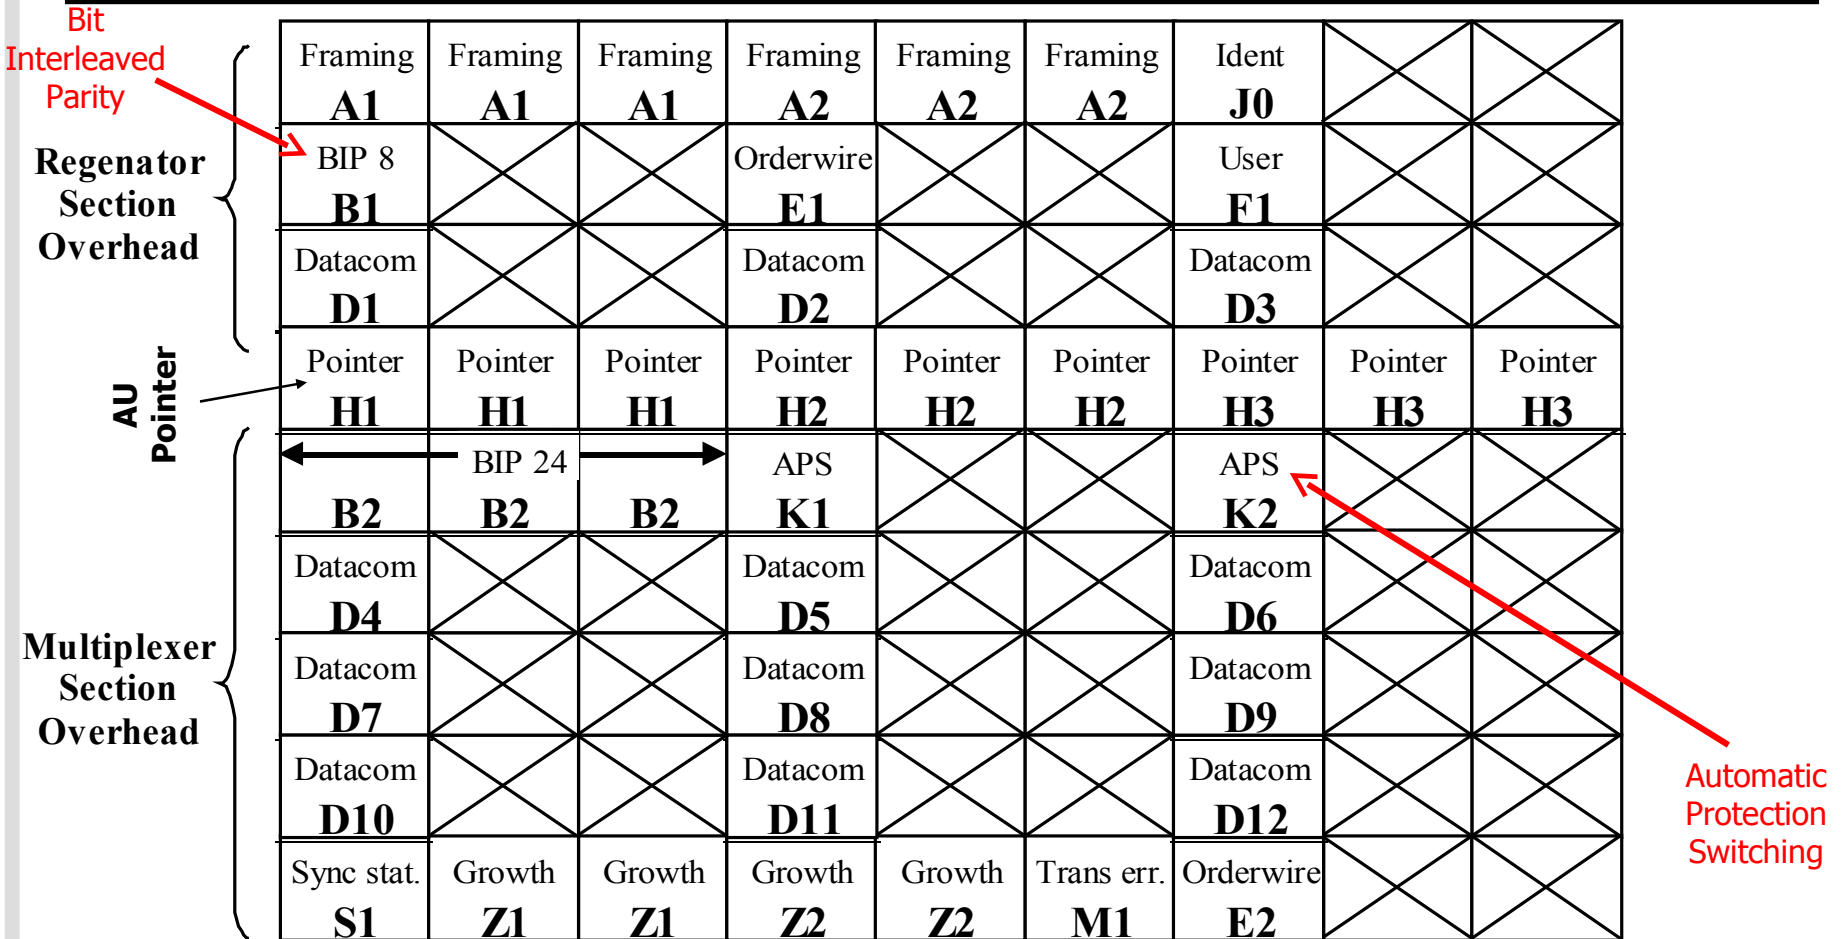 Bit
Interleaved
Parity
Framing Framing Framing Framing Framing Framing Ident
A1 A1 A1 A2 A2 A2 J0
Regenator
Section
Overhead
BIP 8 Orderwire User
B1 E1 F1
Datacom Datacom Datacom
D1 D2 D3
AU
Pointer
Pointer Pointer Pointer Pointer Pointer Pointer Pointer Pointer Pointer
H1 H1 H1 H2 H2 H2 H3 H3 H3
BIP 24 APS APS
B2 B2 B2 K1 K2
Datacom Datacom Datacom
D4 D5 D6
Multiplexer
Section
Overhead
Datacom Datacom Datacom
D7 D8 D9
Datacom Datacom Datacom
D10 D11 D12
Automatic
Protection
Switching
Sync stat. Growth Growth Growth Growth Trans err. Orderwire
S1 Z1 Z1 Z2 Z2 M1 E2